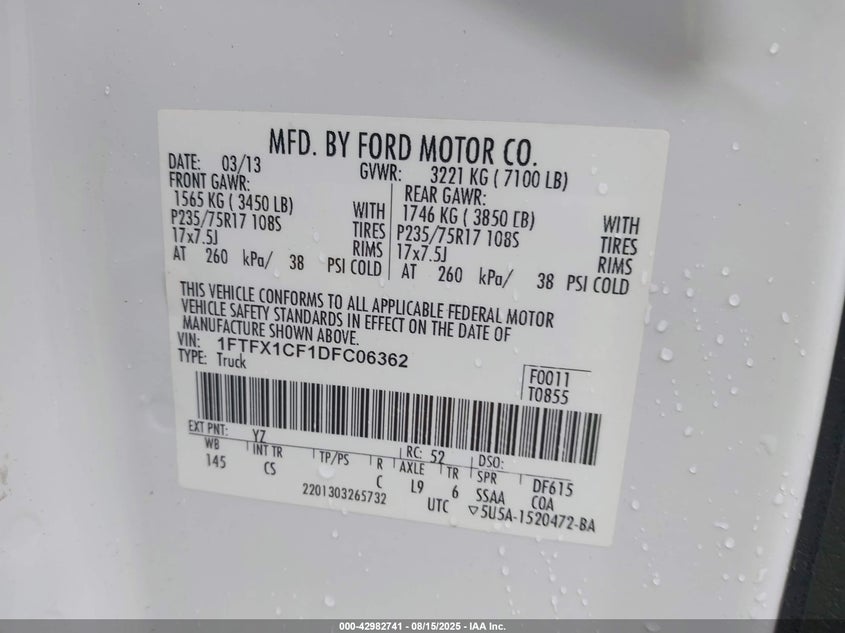 MFD. BY FORD MOTOR CO.
DATE: 03/13 GVWR: 3221 KG ( 7100 LB)
FRONT GAWR: REAR GAWR:
1565 KG ( 3450 LB) WITH 1746 KG ( 3850 LB) WITH
P235/75R17 108S TIRES P235/75R17 108S TIRES
17x7.5J RIMS 17x7.5J RIMS
AT 260 kPa/ 38 PSI COLD AT 260 kPa/ 38 PSI COLD
THIS VEHICLE CONFORMS TO ALL APPLICABLE FEDERAL MOTOR
VEHICLE SAFETY STANDARDS IN EFFECT ON THE DATE OF
MANUFACTURE SHOWN ABOVE.
VIN: 1FTFX1CF1DFC06362
TYPE: Truck
F0011
T0855
EXT PNT: YZ RC: 52 DSO:
WB INT TR TP/PS R AXLE TR SPR
145 CS C L9 6 SSAA DF615
2201303265732 UTC COA
▽5U5A-1520472-BA
000-42982741 - 08/15/2025 - IAA Inc.